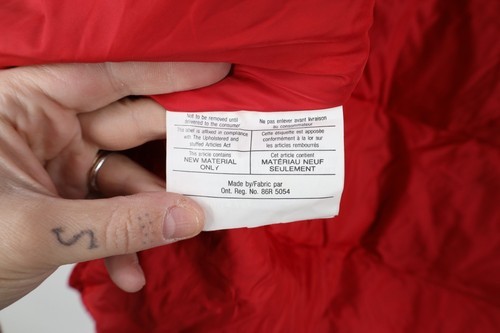 Not to be removed until
delivered to the consumer
Ne pas enlever avant livraison
au consommateur
This label is affixed in compliance
with The Upholstered and
stuffed Articles Act
Cette étiquette est apposée
conformément à la loi sur
les articles rembourrés
This article contains
NEW MATERIAL
ONLY
Cet article contient
MATÉRIAU NEUF
SEULEMENT
Made by/Fabric par
Ont. Reg. No. 86R 5054
S